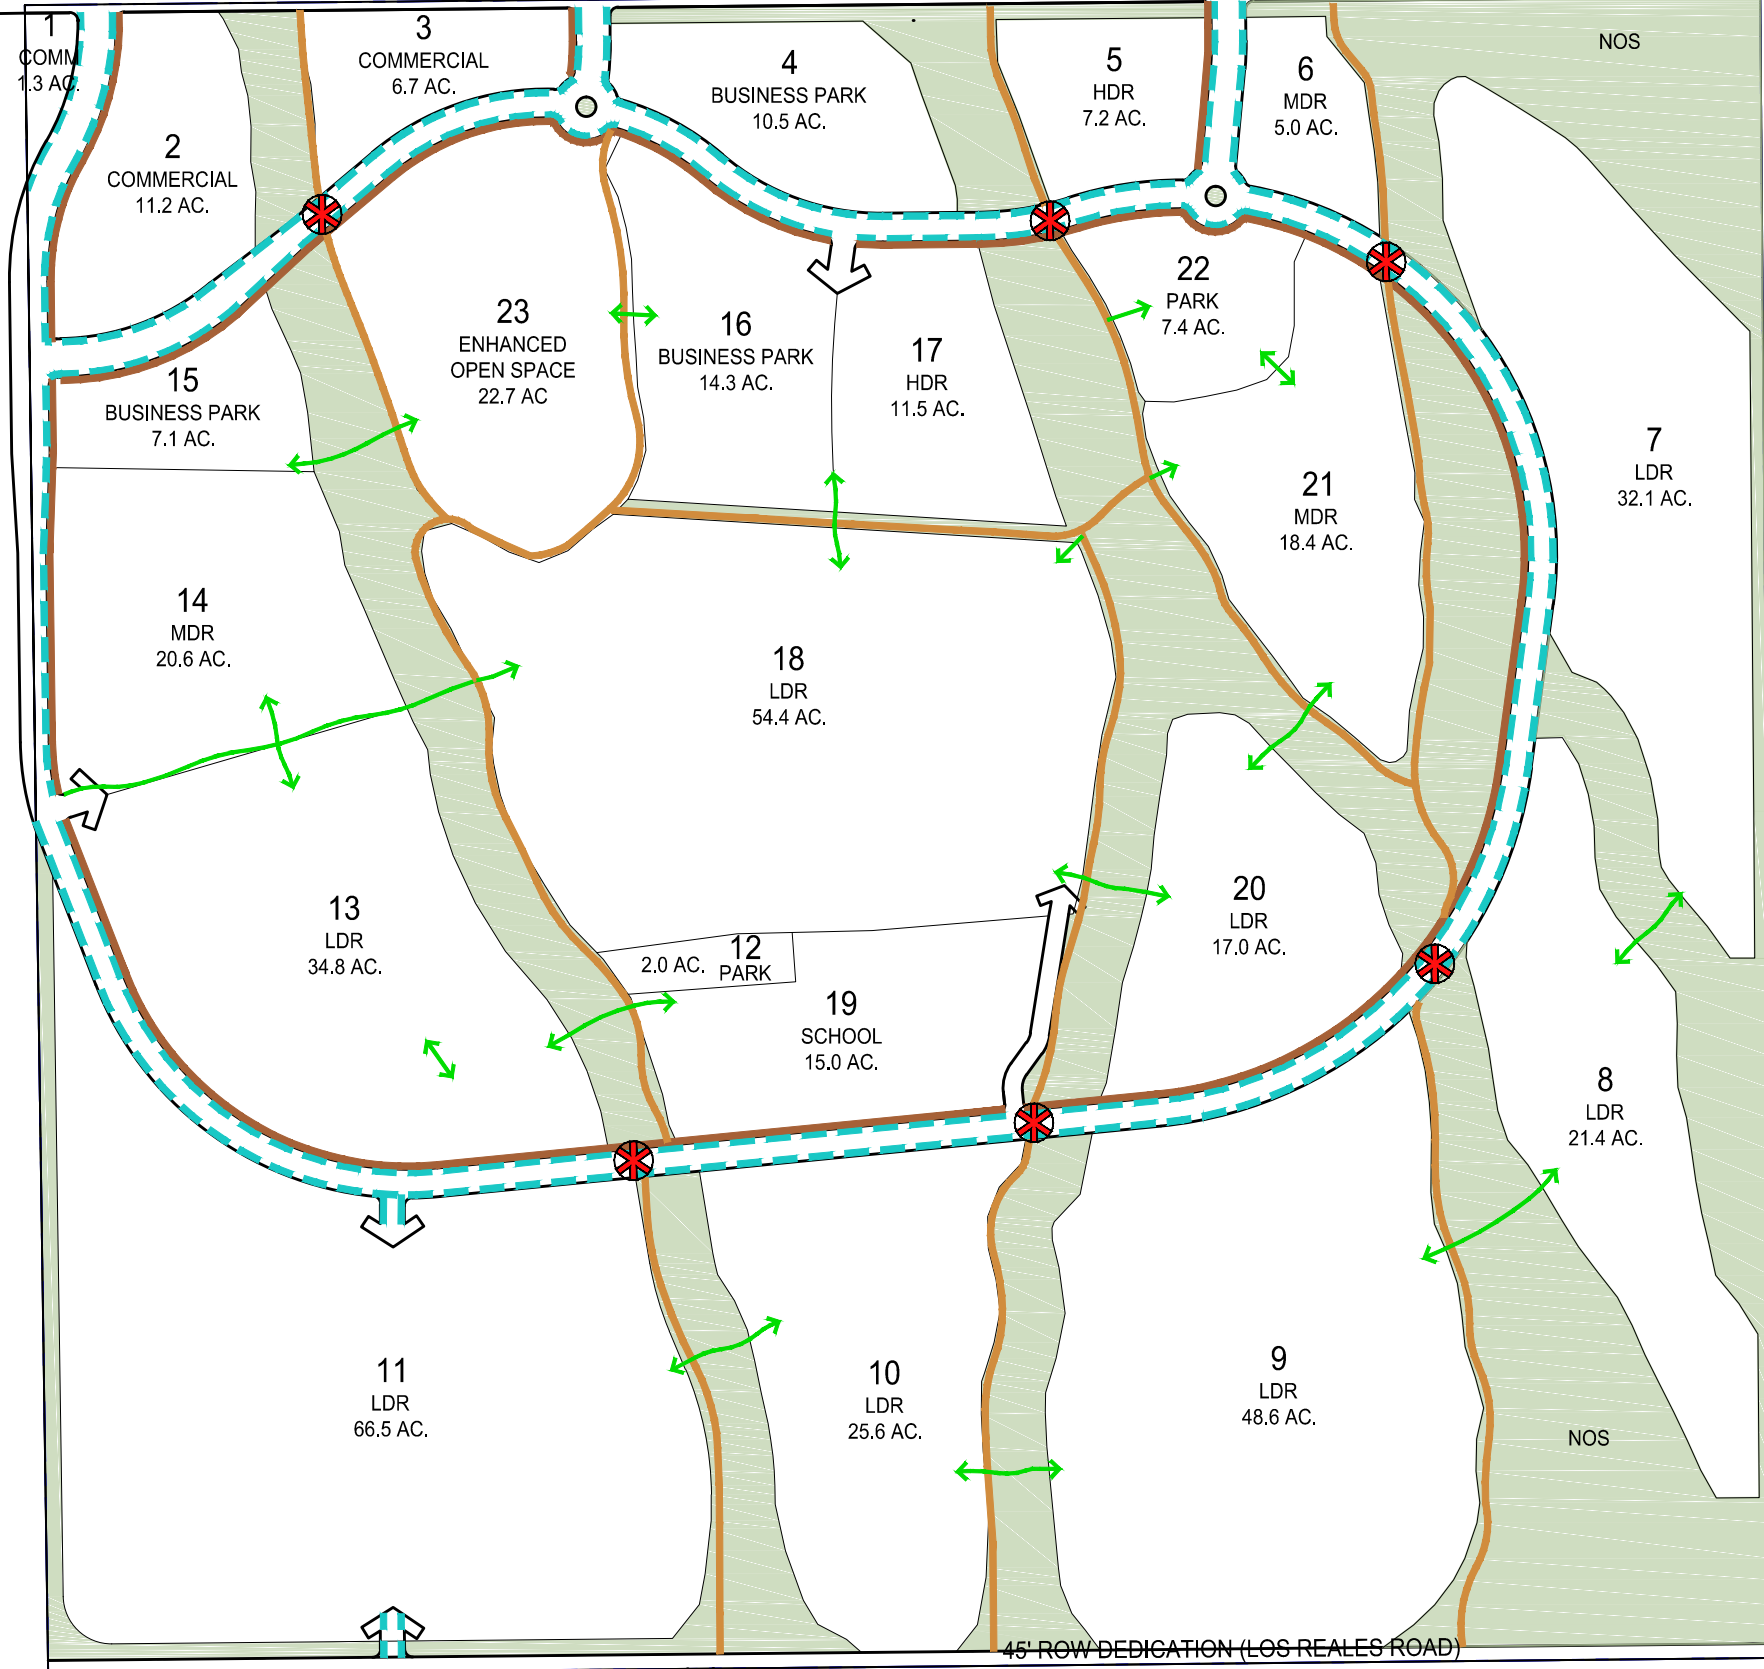 1
COMM
1.3 AC.
2
COMMERCIAL
11.2 AC.
3
COMMERCIAL
6.7 AC.
4
BUSINESS PARK
10.5 AC.
5
HDR
7.2 AC.
6
MDR
5.0 AC.
NOS
15
BUSINESS PARK
7.1 AC.
23
ENHANCED
OPEN SPACE
22.7 AC
16
BUSINESS PARK
14.3 AC.
17
HDR
11.5 AC.
22
PARK
7.4 AC.
21
MDR
18.4 AC.
7
LDR
32.1 AC.
14
MDR
20.6 AC.
18
LDR
54.4 AC.
13
LDR
34.8 AC.
12
2.0 AC. PARK
19
SCHOOL
15.0 AC.
20
LDR
17.0 AC.
8
LDR
21.4 AC.
11
LDR
66.5 AC.
10
LDR
25.6 AC.
9
LDR
48.6 AC.
NOS
45' ROW DEDICATION (LOS REALES ROAD)